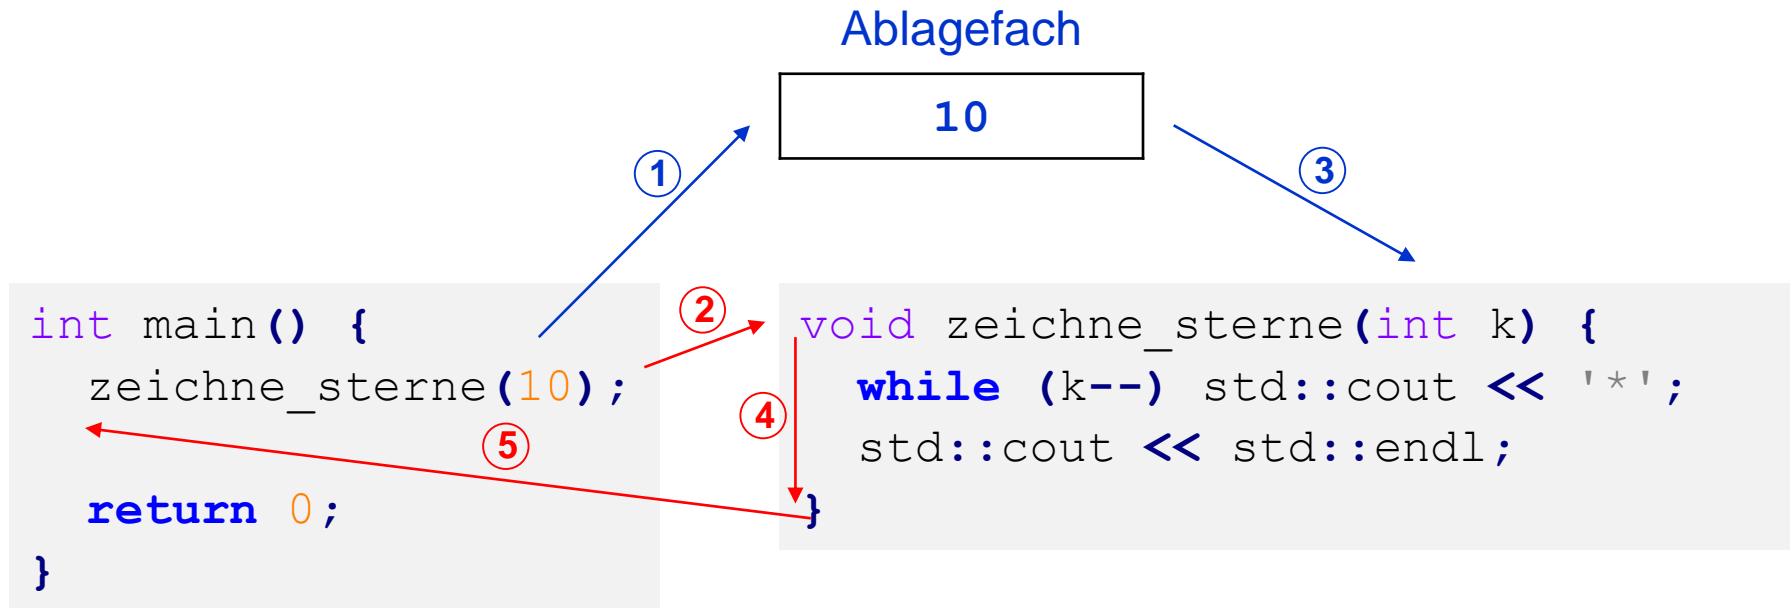 Ablagefach
10
1
3
2
int main() {
zeichne_sterne(10);
return 0;
}
void zeichne_sterne(int k) {
while (k--) std::cout << '*';
std::cout << std::endl;
}
4
5